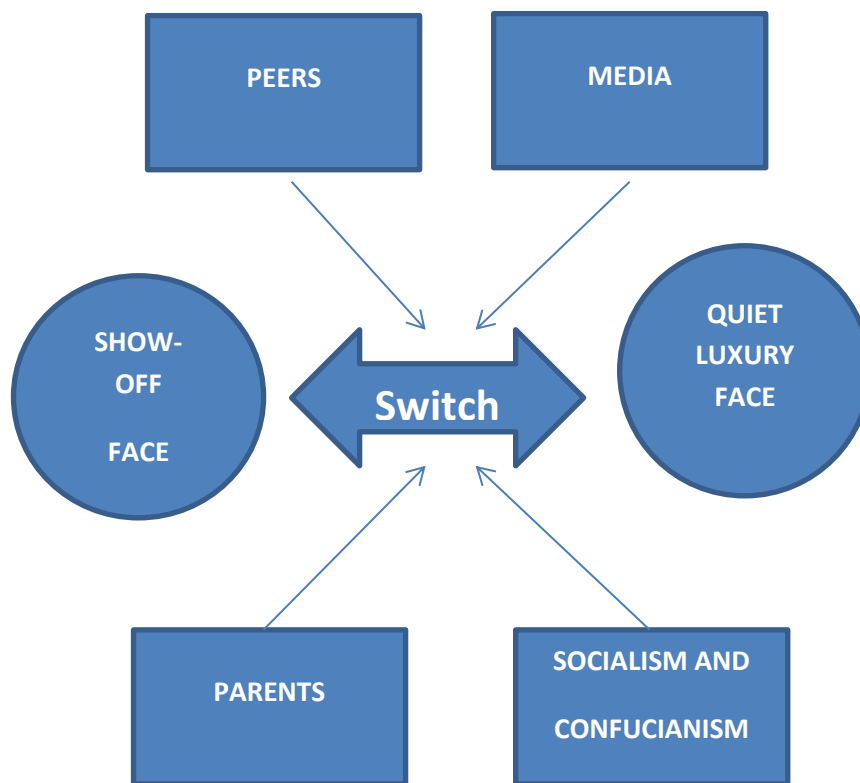 PEERS
MEDIA
SHOW-
OFF
FACE
Switch
QUIET
LUXURY
FACE
PARENTS
SOCIALISM AND
CONFUCIANISM